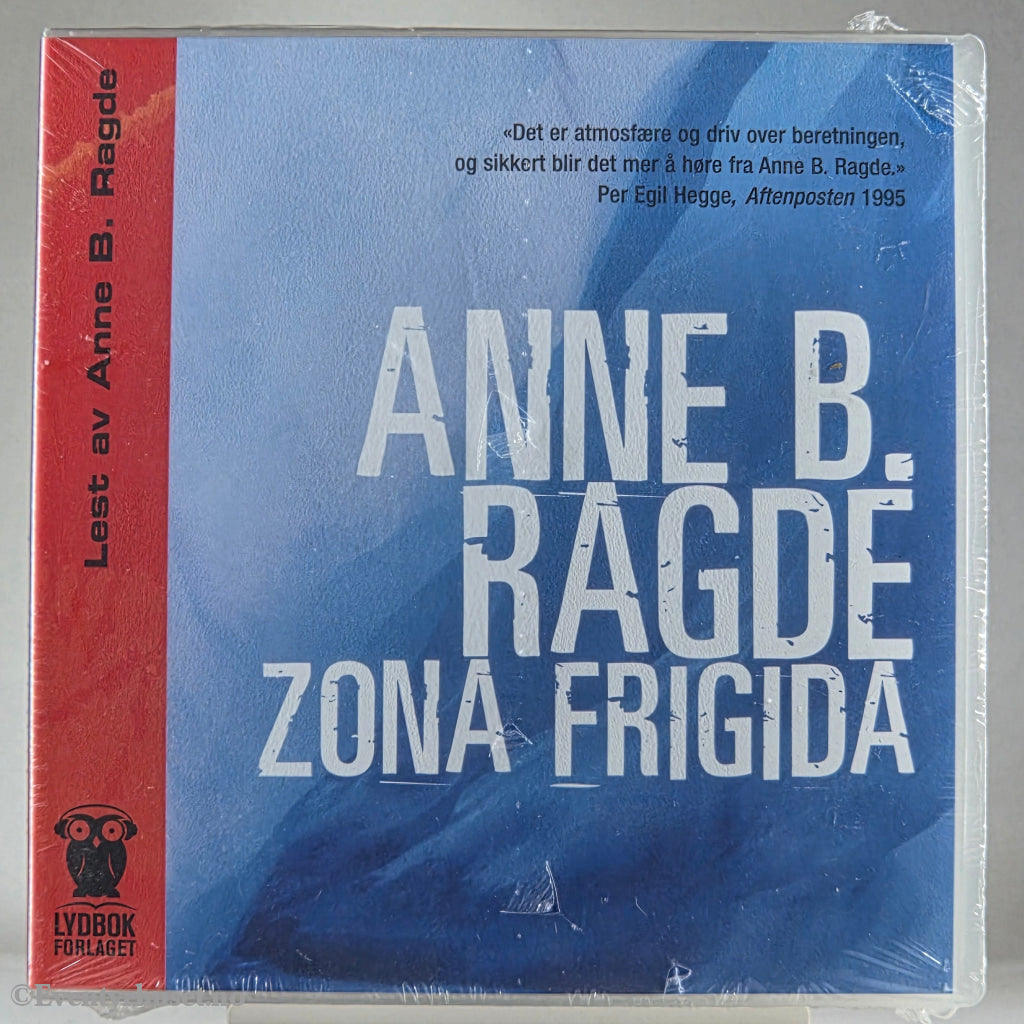 Lest av Anne B. Ragde
«Det er atmosfære og driv over beretningen,
og sikkert blir det mer å høre fra Anne B. Ragde.»
Per Egil Hegge, Aftenposten 1995
ANNE B.
RAGDE
ZONA FRIGIDA
LYDBOK
FORLAGET